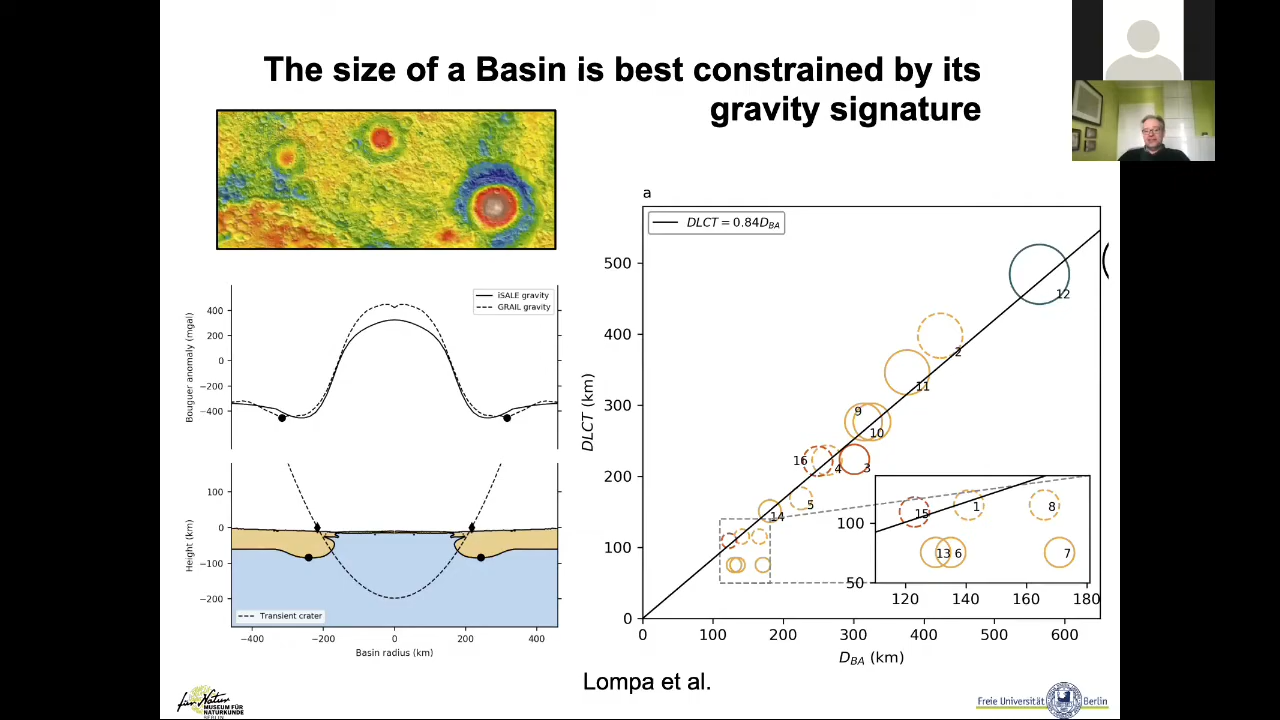 The size of a Basin is best constrained by its
gravity signature
iSALE gravity
GRAIL gravity
Bouguer anomaly (mgal)
400
200
0
−200
−400
Height (km)
100
0
−100
−200
Transient crater
−400
−200
0
200
400
Basin radius (km)
a
DLCT = 0.84D_BA
DLCT (km)
500
400
300
200
100
0
12
2
11
9
10
16
4
3
5
14
100
50
15
1
8
13
6
7
120
140
160
180
0
100
200
300
400
500
600
D_BA (km)
Lompa et al.
für Natur
MUSEUM FÜR
NATURKUNDE
BERLIN
Freie Universität Berlin